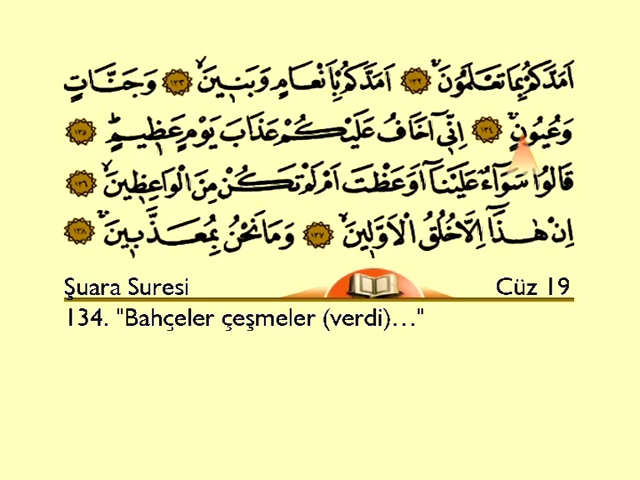 اَمَدَّكُمْ بِمَا تَعْلَمُونَۚ ﴿١٣٢﴾ اَمَدَّكُمْ بِاَنْعَامٍ وَبَن۪ينَۙ ﴿١٣٣﴾ وَجَنَّاتٍ
وَعُيُونٍۚ ﴿١٣٤﴾ اِنّ۪ٓي اَخَافُ عَلَيْكُمْ عَذَابَ يَوْمٍ عَظ۪يمٍۜ ﴿١٣٥﴾
قَالُوا سَوَٓاءٌ عَلَيْنَٓا اَوَعَظْتَ اَمْ لَمْ تَكُنْ مِنَ الْوَاعِظ۪ينَۙ ﴿١٣٦﴾
اِنْ هٰذَٓا اِلَّا خُلُقُ الْاَوَّل۪ينَۙ ﴿١٣٧﴾ وَمَا نَحْنُ بِمُعَذَّب۪ينَۚ ﴿١٣٨﴾
Şuara Suresi Cüz 19
134. "Bahçeler çeşmeler (verdi)…"